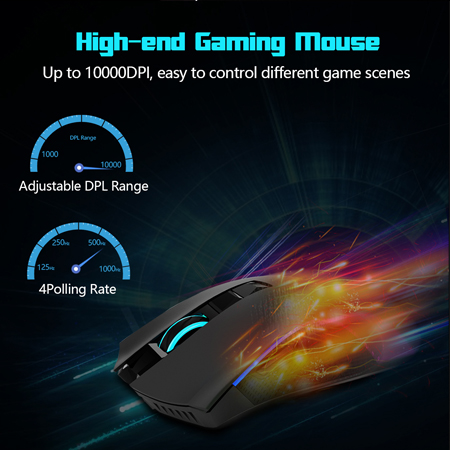 High-end Gaming Mouse
Up to 10000DPI, easy to control different game scenes
DPL Range
1000
10000
Adjustable DPL Range
250Hz
500Hz
125Hz
1000Hz
4Polling Rate